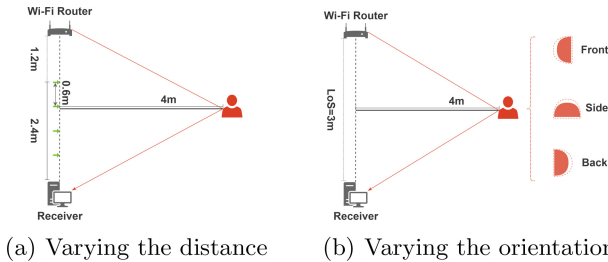 Wi-Fi Router
1.2m
0.6m
4m
2.4m
Receiver
(a) Varying the distance
Wi-Fi Router
LoS=3m
4m
Receiver
Front
Side
Back
(b) Varying the orientation